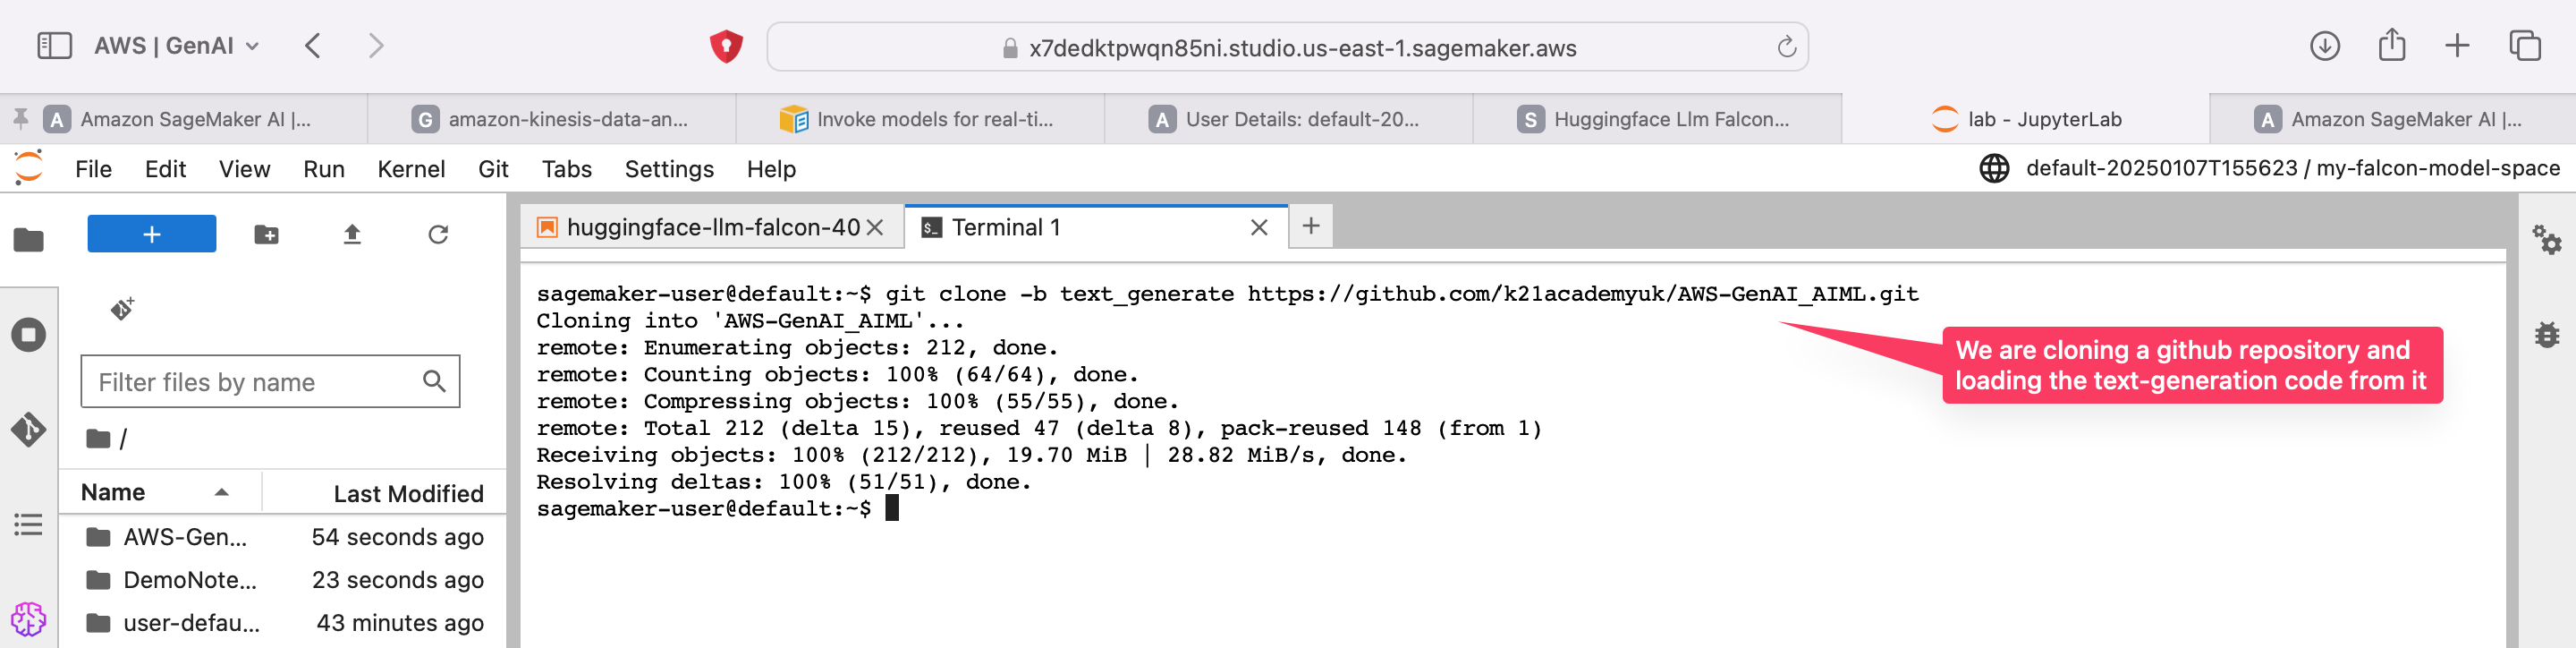 AWS | GenAI
x7dedktpwqn85ni.studio.us-east-1.sagemaker.aws
A Amazon SageMaker AI |...
G amazon-kinesis-data-an...
Invoke models for real-ti...
A User Details: default-20...
S Huggingface Llm Falcon...
lab - JupyterLab
A Amazon SageMaker AI |...
File Edit View Run Kernel Git Tabs Settings Help
default-20250107T155623 / my-falcon-model-space
+
Filter files by name
/
Name Last Modified
AWS-Gen... 54 seconds ago
DemoNote... 23 seconds ago
user-defau... 43 minutes ago
huggingface-llm-falcon-40
$_ Terminal 1
+
sagemaker-user@default:~$ git clone -b text_generate https://github.com/k21academyuk/AWS-GenAI_AIML.git
Cloning into 'AWS-GenAI_AIML'...
remote: Enumerating objects: 212, done.
remote: Counting objects: 100% (64/64), done.
remote: Compressing objects: 100% (55/55), done.
remote: Total 212 (delta 15), reused 47 (delta 8), pack-reused 148 (from 1)
Receiving objects: 100% (212/212), 19.70 MiB | 28.82 MiB/s, done.
Resolving deltas: 100% (51/51), done.
sagemaker-user@default:~$
We are cloning a github repository and
loading the text-generation code from it